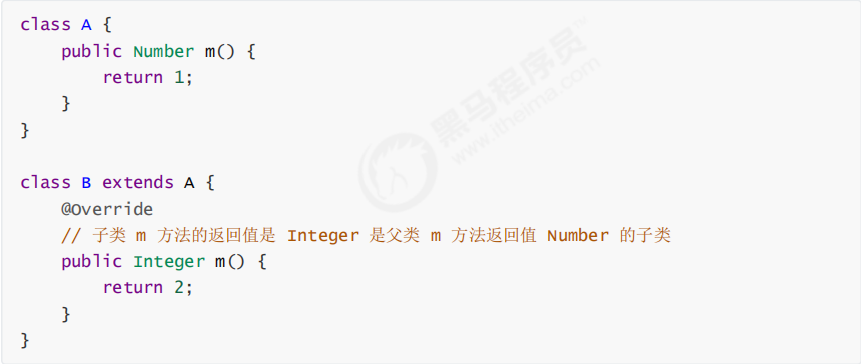 class A {
    public Number m() {
        return 1;
    }
}

class B extends A {
    @Override
    // 子类 m 方法的返回值是 Integer 是父类 m 方法返回值 Number 的子类
    public Integer m() {
        return 2;
    }
}
黑马程序员™
www.itheima.com